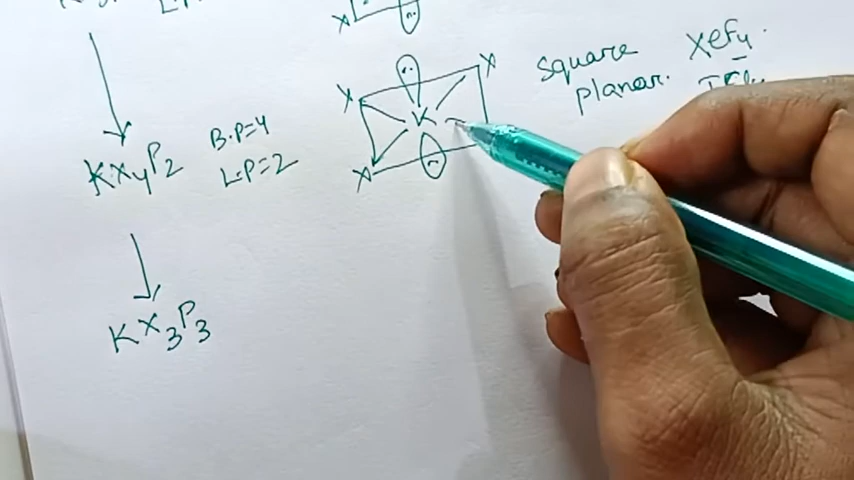 X
X
X
K
X
Square
planar.
XeF4
KX4P2
B.P=4
L.P=2
KX3P3